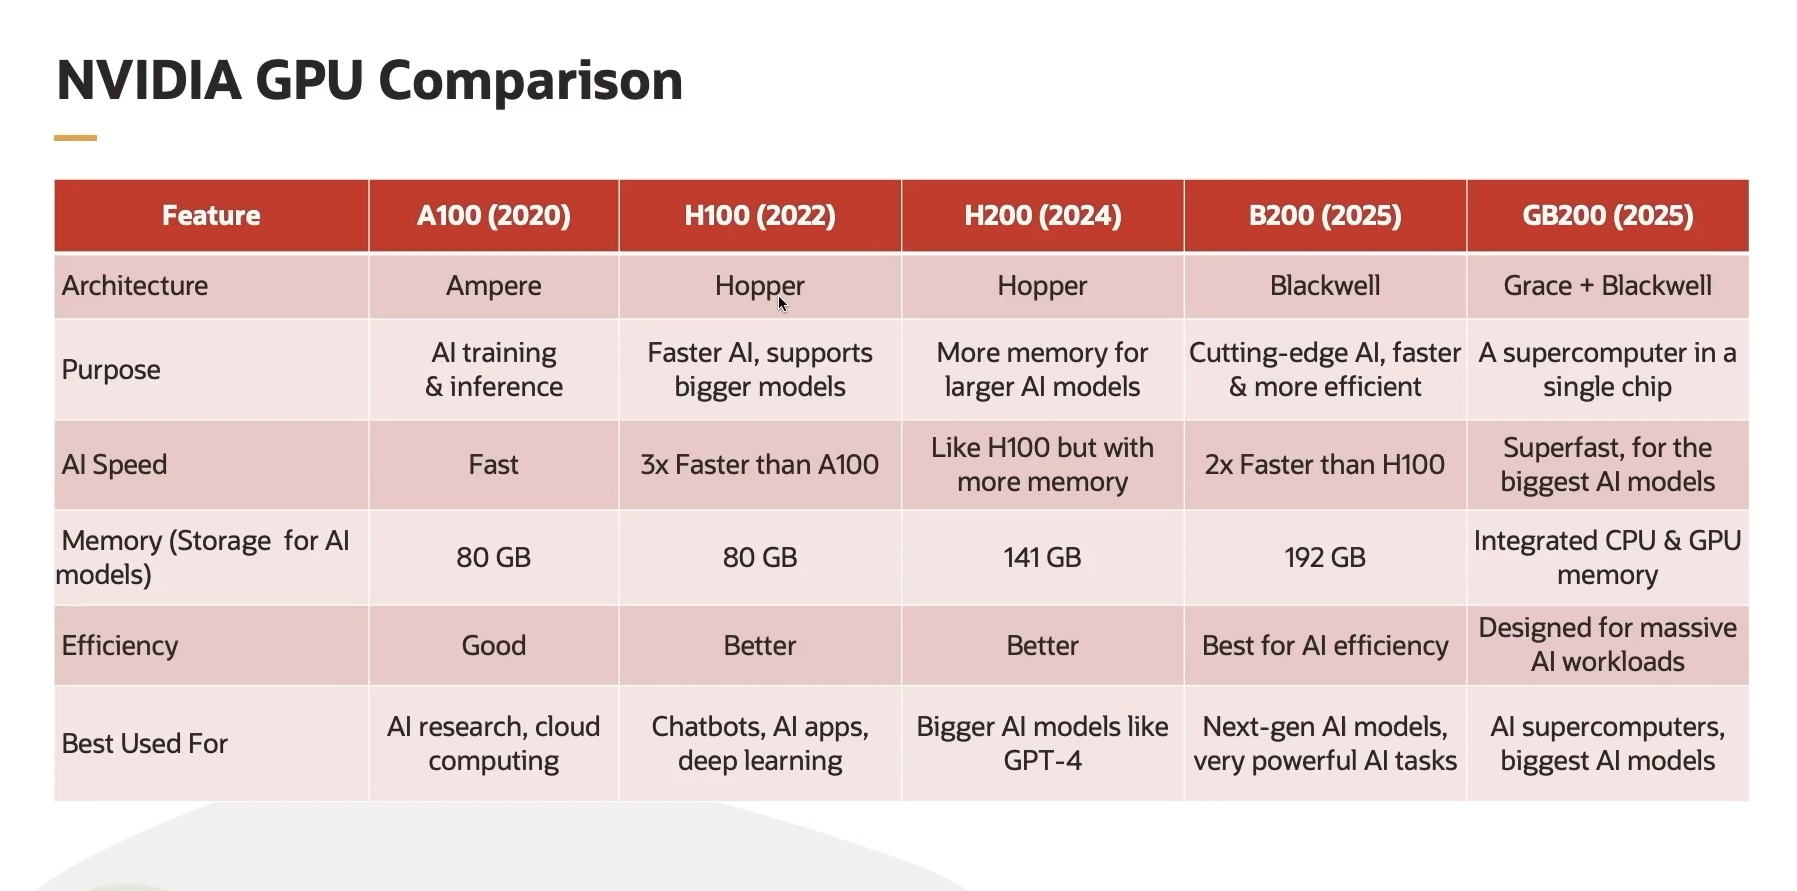 NVIDIA GPU Comparison
Feature
A100 (2020)
H100 (2022)
H200 (2024)
B200 (2025)
GB200 (2025)
Architecture
Ampere
Hopper
Hopper
Blackwell
Grace + Blackwell
Purpose
AI training
& inference
Faster AI, supports
bigger models
More memory for
larger AI models
Cutting-edge AI, faster
& more efficient
A supercomputer in a
single chip
AI Speed
Fast
3x Faster than A100
Like H100 but with
more memory
2x Faster than H100
Superfast, for the
biggest AI models
Memory (Storage  for AI
models)
80 GB
80 GB
141 GB
192 GB
Integrated CPU & GPU
memory
Efficiency
Good
Better
Better
Best for AI efficiency
Designed for massive
AI workloads
Best Used For
AI research, cloud
computing
Chatbots, AI apps,
deep learning
Bigger AI models like
GPT-4
Next-gen AI models,
very powerful AI tasks
AI supercomputers,
biggest AI models